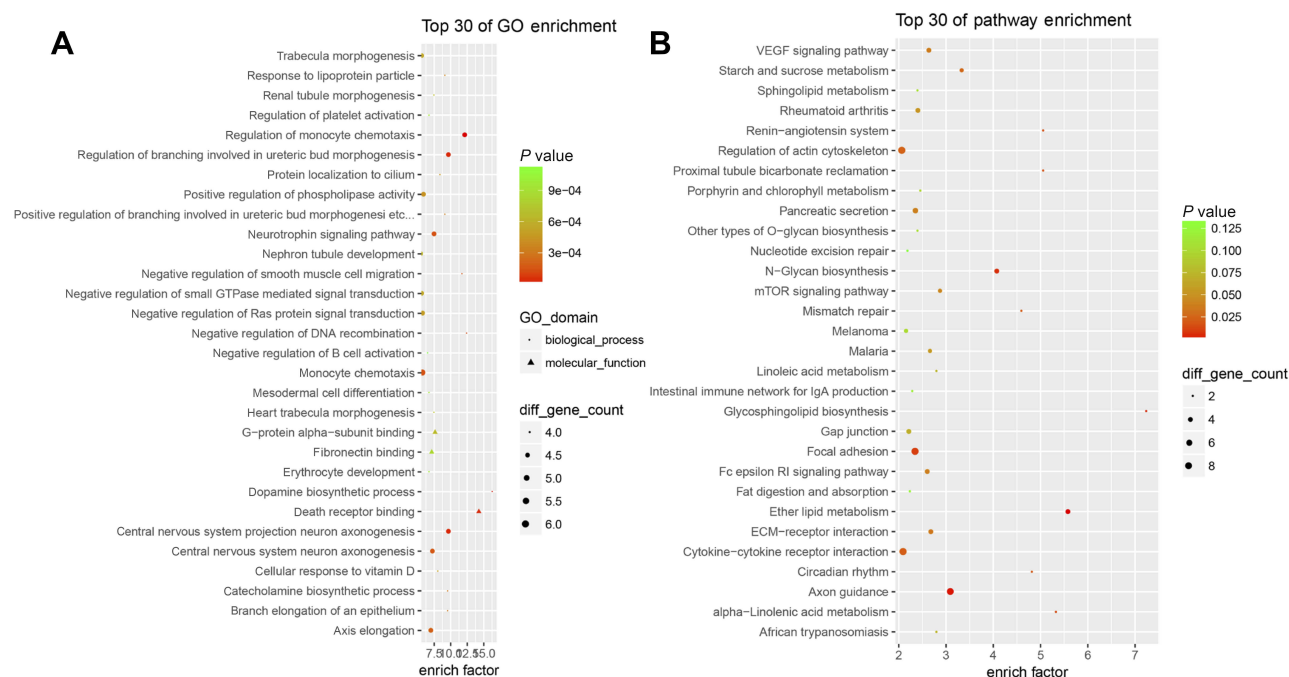 A
Top 30 of GO enrichment
Trabecula morphogenesis
Response to lipoprotein particle
Renal tubule morphogenesis
Regulation of platelet activation
Regulation of monocyte chemotaxis
Regulation of branching involved in ureteric bud morphogenesis
Protein localization to cilium
Positive regulation of phospholipase activity
Positive regulation of branching involved in ureteric bud morphogenesi etc...
Neurotrophin signaling pathway
Nephron tubule development
Negative regulation of smooth muscle cell migration
Negative regulation of small GTPase mediated signal transduction
Negative regulation of Ras protein signal transduction
Negative regulation of DNA recombination
Negative regulation of B cell activation
Monocyte chemotaxis
Mesodermal cell differentiation
Heart trabecula morphogenesis
G−protein alpha−subunit binding
Fibronectin binding
Erythrocyte development
Dopamine biosynthetic process
Death receptor binding
Central nervous system projection neuron axonogenesis
Central nervous system neuron axonogenesis
Cellular response to vitamin D
Catecholamine biosynthetic process
Branch elongation of an epithelium
Axis elongation
7.5 10.0 12.5 15.0
enrich factor
P value
9e−04
6e−04
3e−04
GO_domain
biological_process
molecular_function
diff_gene_count
4.0
4.5
5.0
5.5
6.0
B
Top 30 of pathway enrichment
VEGF signaling pathway
Starch and sucrose metabolism
Sphingolipid metabolism
Rheumatoid arthritis
Renin−angiotensin system
Regulation of actin cytoskeleton
Proximal tubule bicarbonate reclamation
Porphyrin and chlorophyll metabolism
Pancreatic secretion
Other types of O−glycan biosynthesis
Nucleotide excision repair
N−Glycan biosynthesis
mTOR signaling pathway
Mismatch repair
Melanoma
Malaria
Linoleic acid metabolism
Intestinal immune network for IgA production
Glycosphingolipid biosynthesis
Gap junction
Focal adhesion
Fc epsilon RI signaling pathway
Fat digestion and absorption
Ether lipid metabolism
ECM−receptor interaction
Cytokine−cytokine receptor interaction
Circadian rhythm
Axon guidance
alpha−Linolenic acid metabolism
African trypanosomiasis
2 3 4 5 6 7
enrich factor
P value
0.125
0.100
0.075
0.050
0.025
diff_gene_count
2
4
6
8